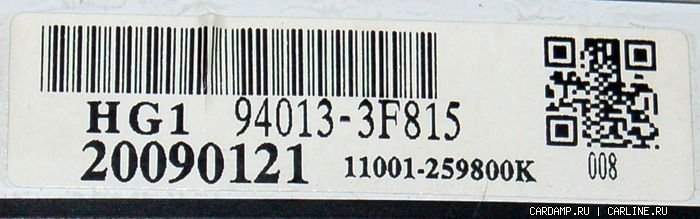 HG1 94013-3F815
20090121 11001-259800K
008
CARDAMP.RU | CARLINE.RU